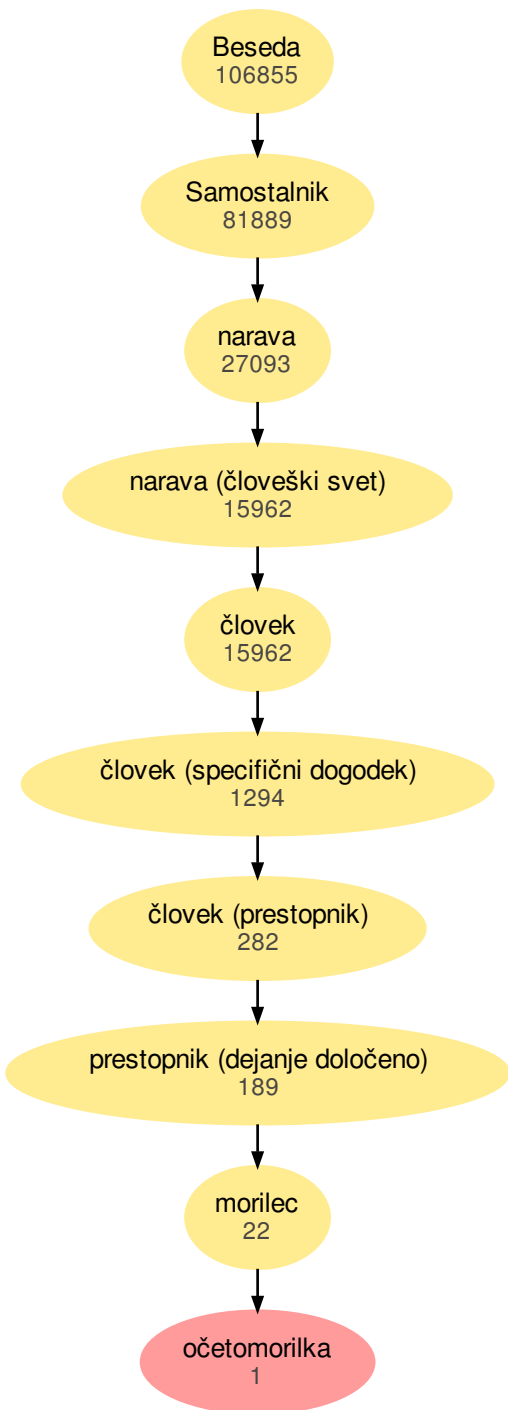 Beseda
106855
Samostalnik
81889
narava
27093
narava (človeški svet)
15962
človek
15962
človek (specifični dogodek)
1294
človek (prestopnik)
282
prestopnik (dejanje določeno)
189
morilec
22
očetomorilka
1